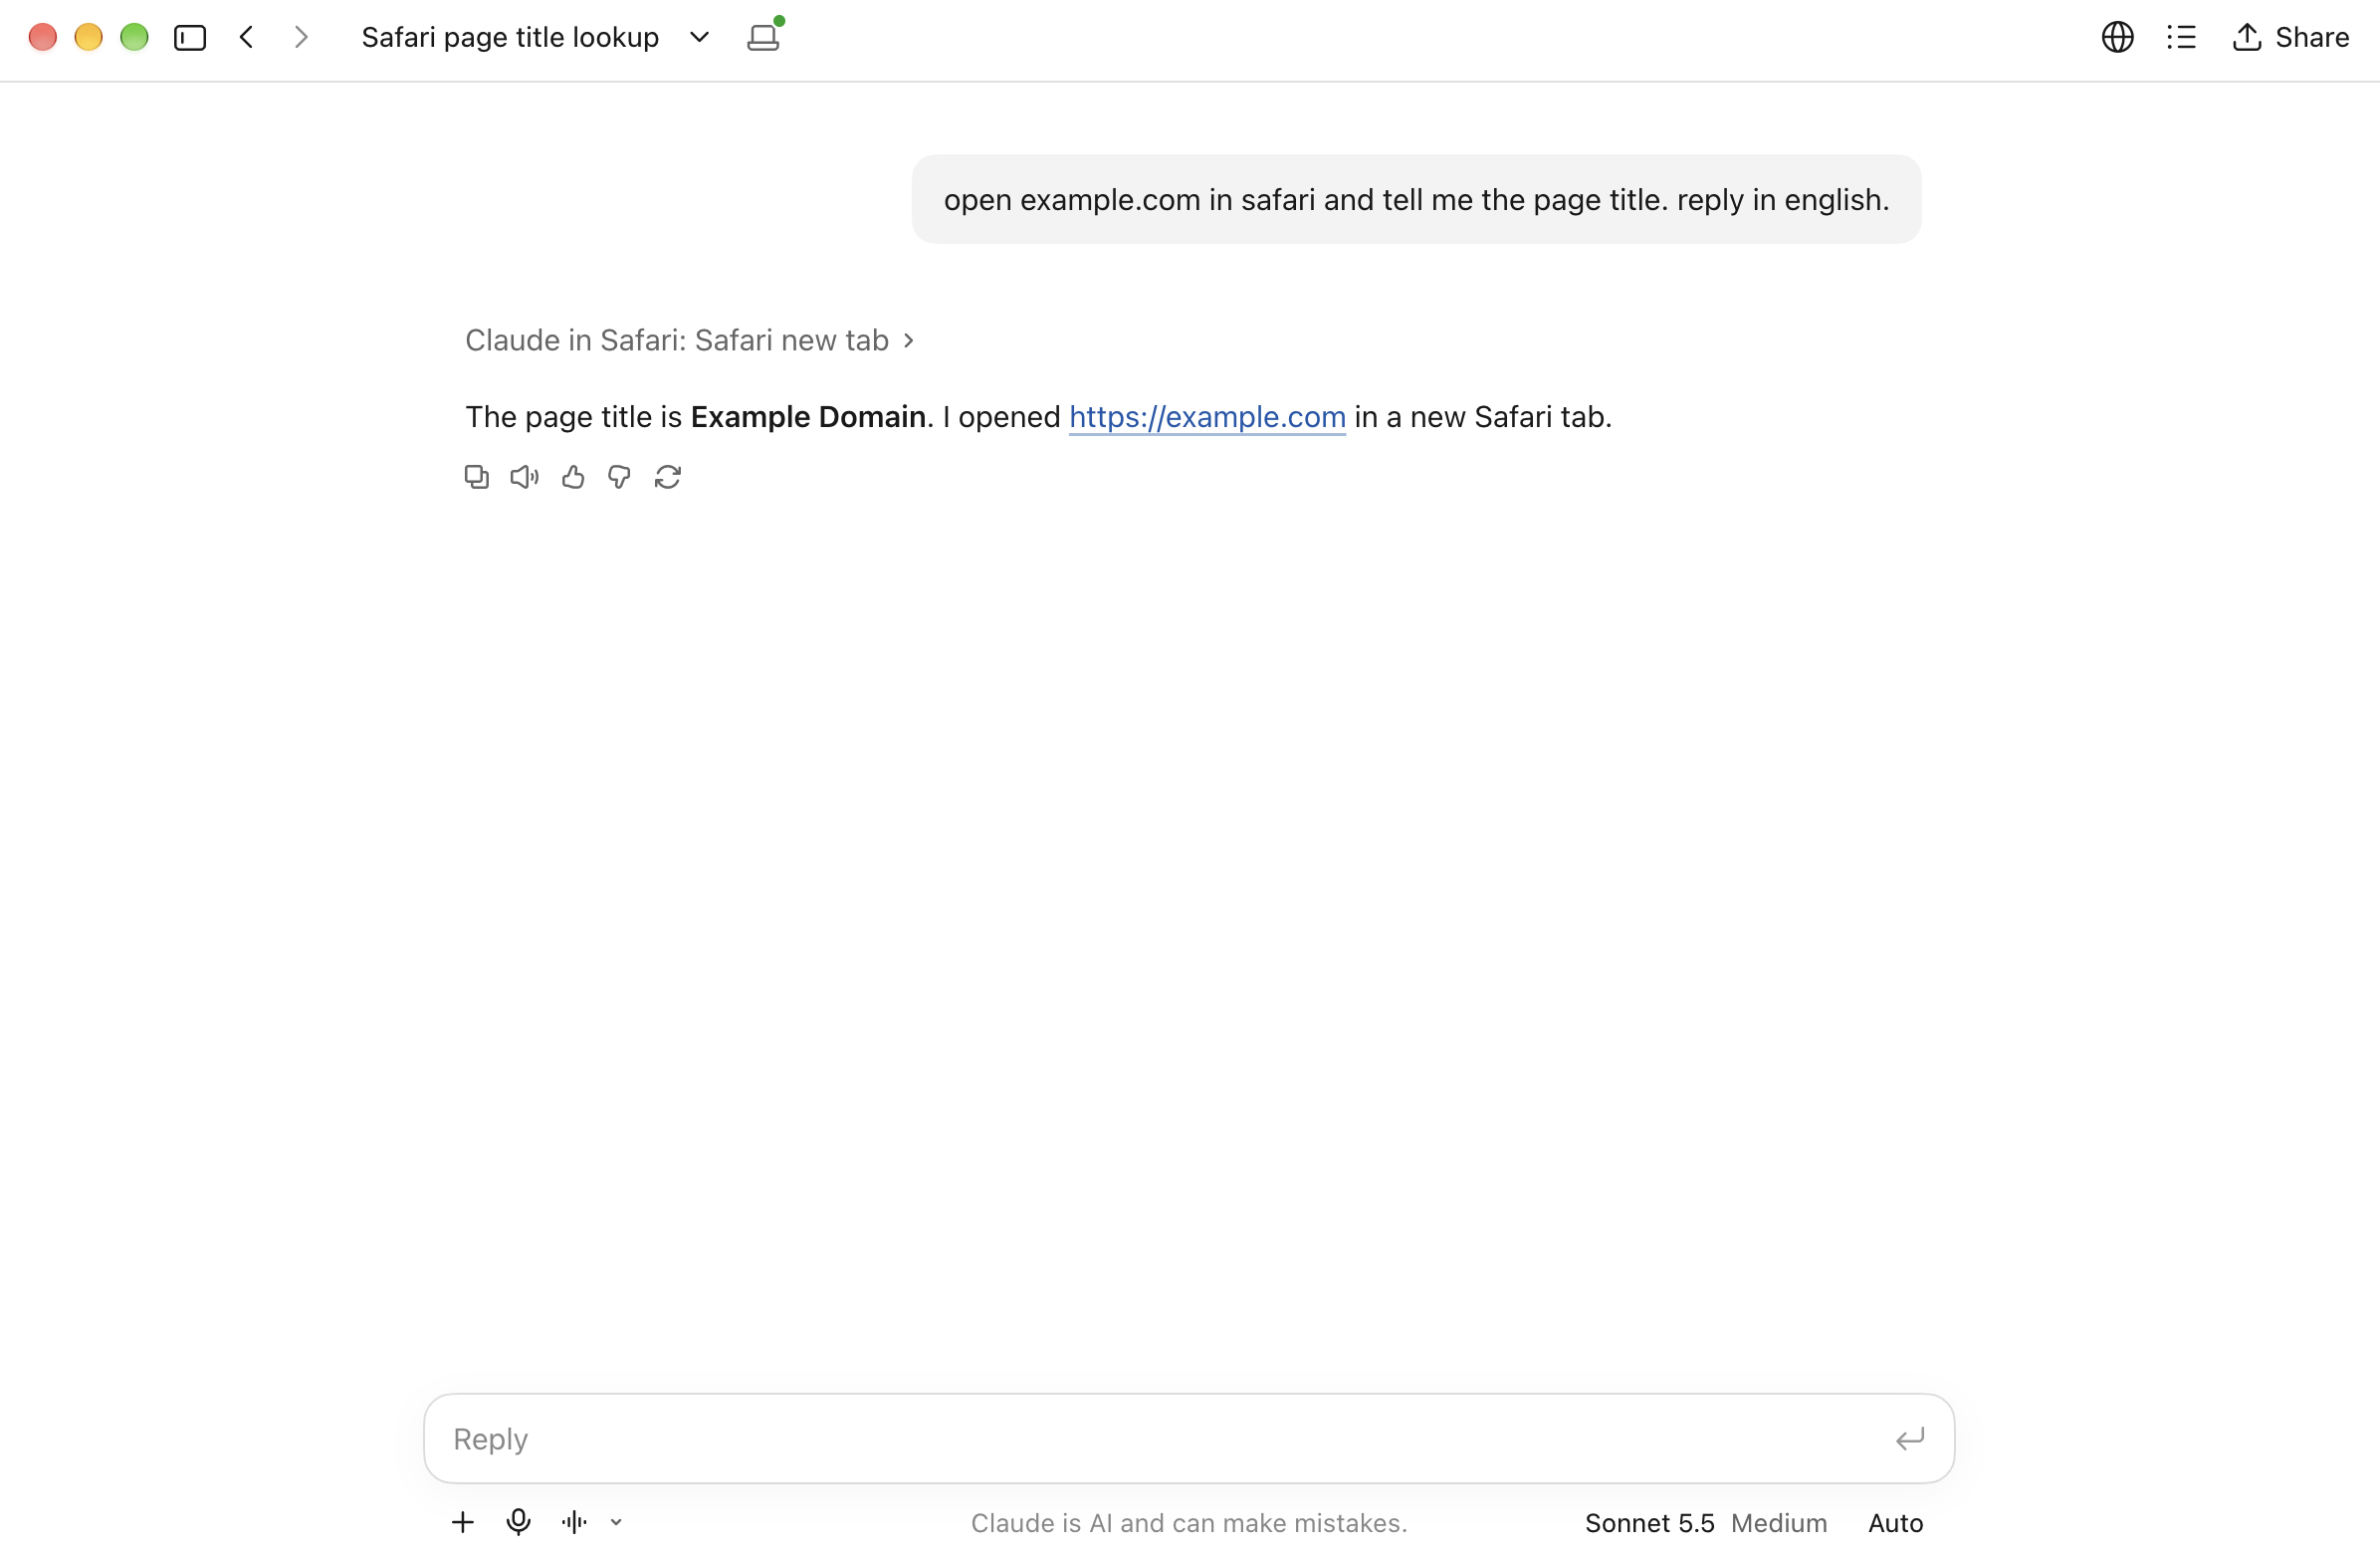 Safari page title lookup
Share
open example.com in safari and tell me the page title. reply in english.
Claude in Safari: Safari new tab
The page title is Example Domain. I opened https://example.com in a new Safari tab.
Reply
Claude is AI and can make mistakes.
Sonnet 5.5 Medium Auto